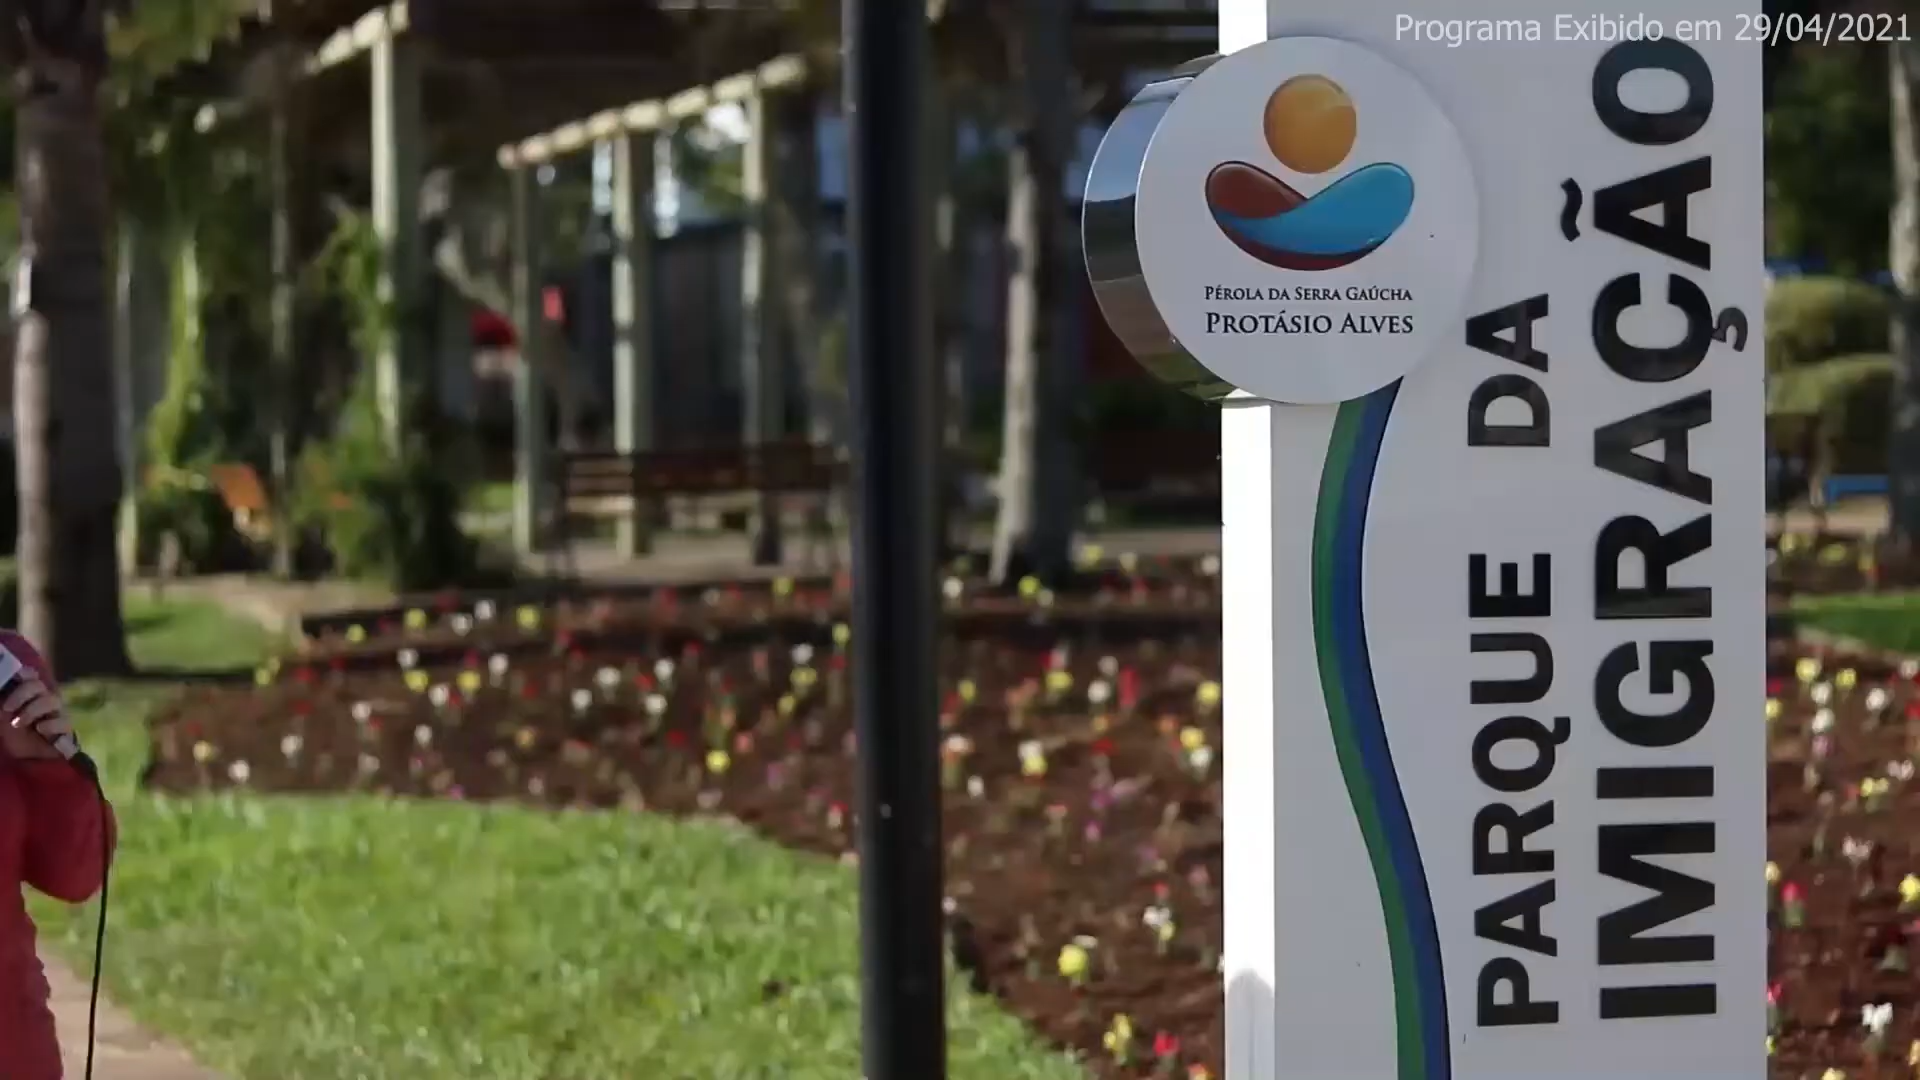 Programa Exibido em 29/04/2021
Pérola da Serra Gaúcha
Protásio Alves
PARQUE DA
IMIGRAÇÃO